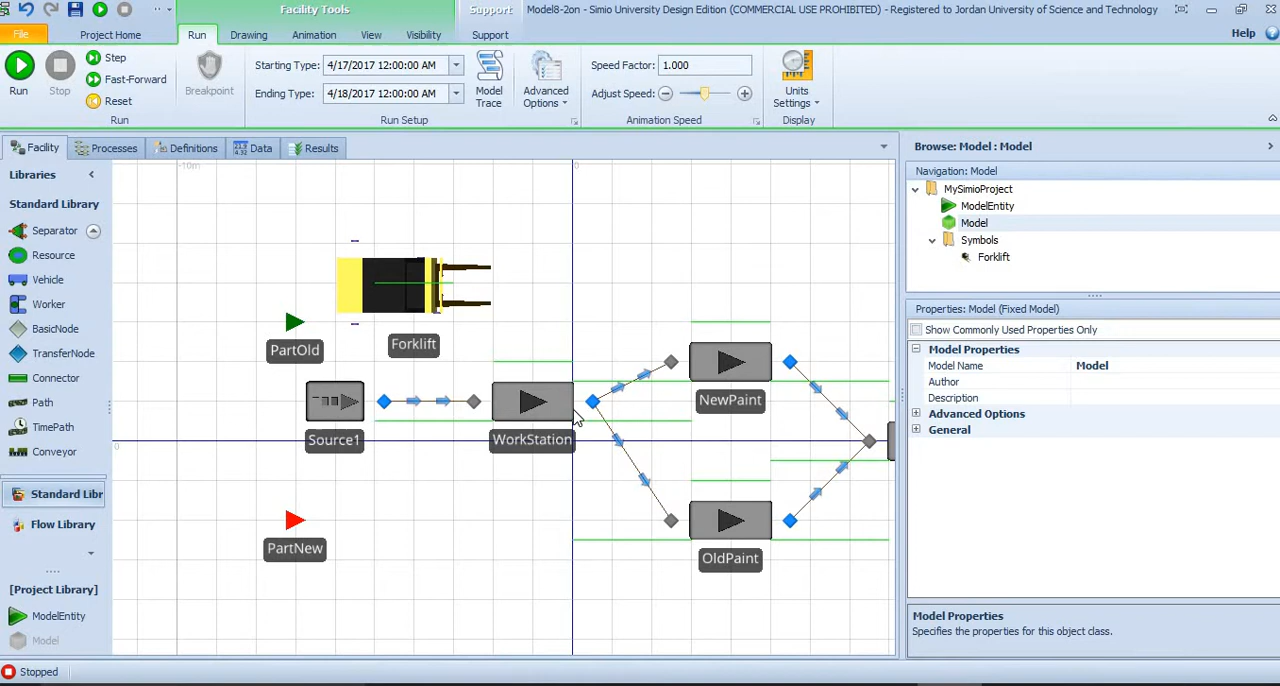 Facility Tools
Support
Model8-2on - Simio University Design Edition (COMMERCIAL USE PROHIBITED) - Registered to Jordan University of Science and Technology
File
Project Home
Run
Drawing
Animation
View
Visibility
Support
Help
Run
Stop
Step
Fast-Forward
Reset
Run
Breakpoint
Starting Type: 4/17/2017 12:00:00 AM
Ending Type: 4/18/2017 12:00:00 AM
Model Trace
Advanced Options
Run Setup
Speed Factor: 1.000
Adjust Speed:
Animation Speed
Units Settings
Display
Facility
Processes
Definitions
Data
Results
Libraries
Standard Library
Separator
Resource
Vehicle
Worker
BasicNode
TransferNode
Connector
Path
TimePath
Conveyor
Standard Libr
Flow Library
[Project Library]
ModelEntity
Model
-10m
0
0
PartOld
Forklift
Source1
WorkStation
NewPaint
OldPaint
PartNew
Browse: Model : Model
Navigation: Model
MySimioProject
ModelEntity
Model
Symbols
Forklift
Properties: Model (Fixed Model)
Show Commonly Used Properties Only
Model Properties
Model Name Model
Author
Description
Advanced Options
General
Model Properties
Specifies the properties for this object class.
Stopped